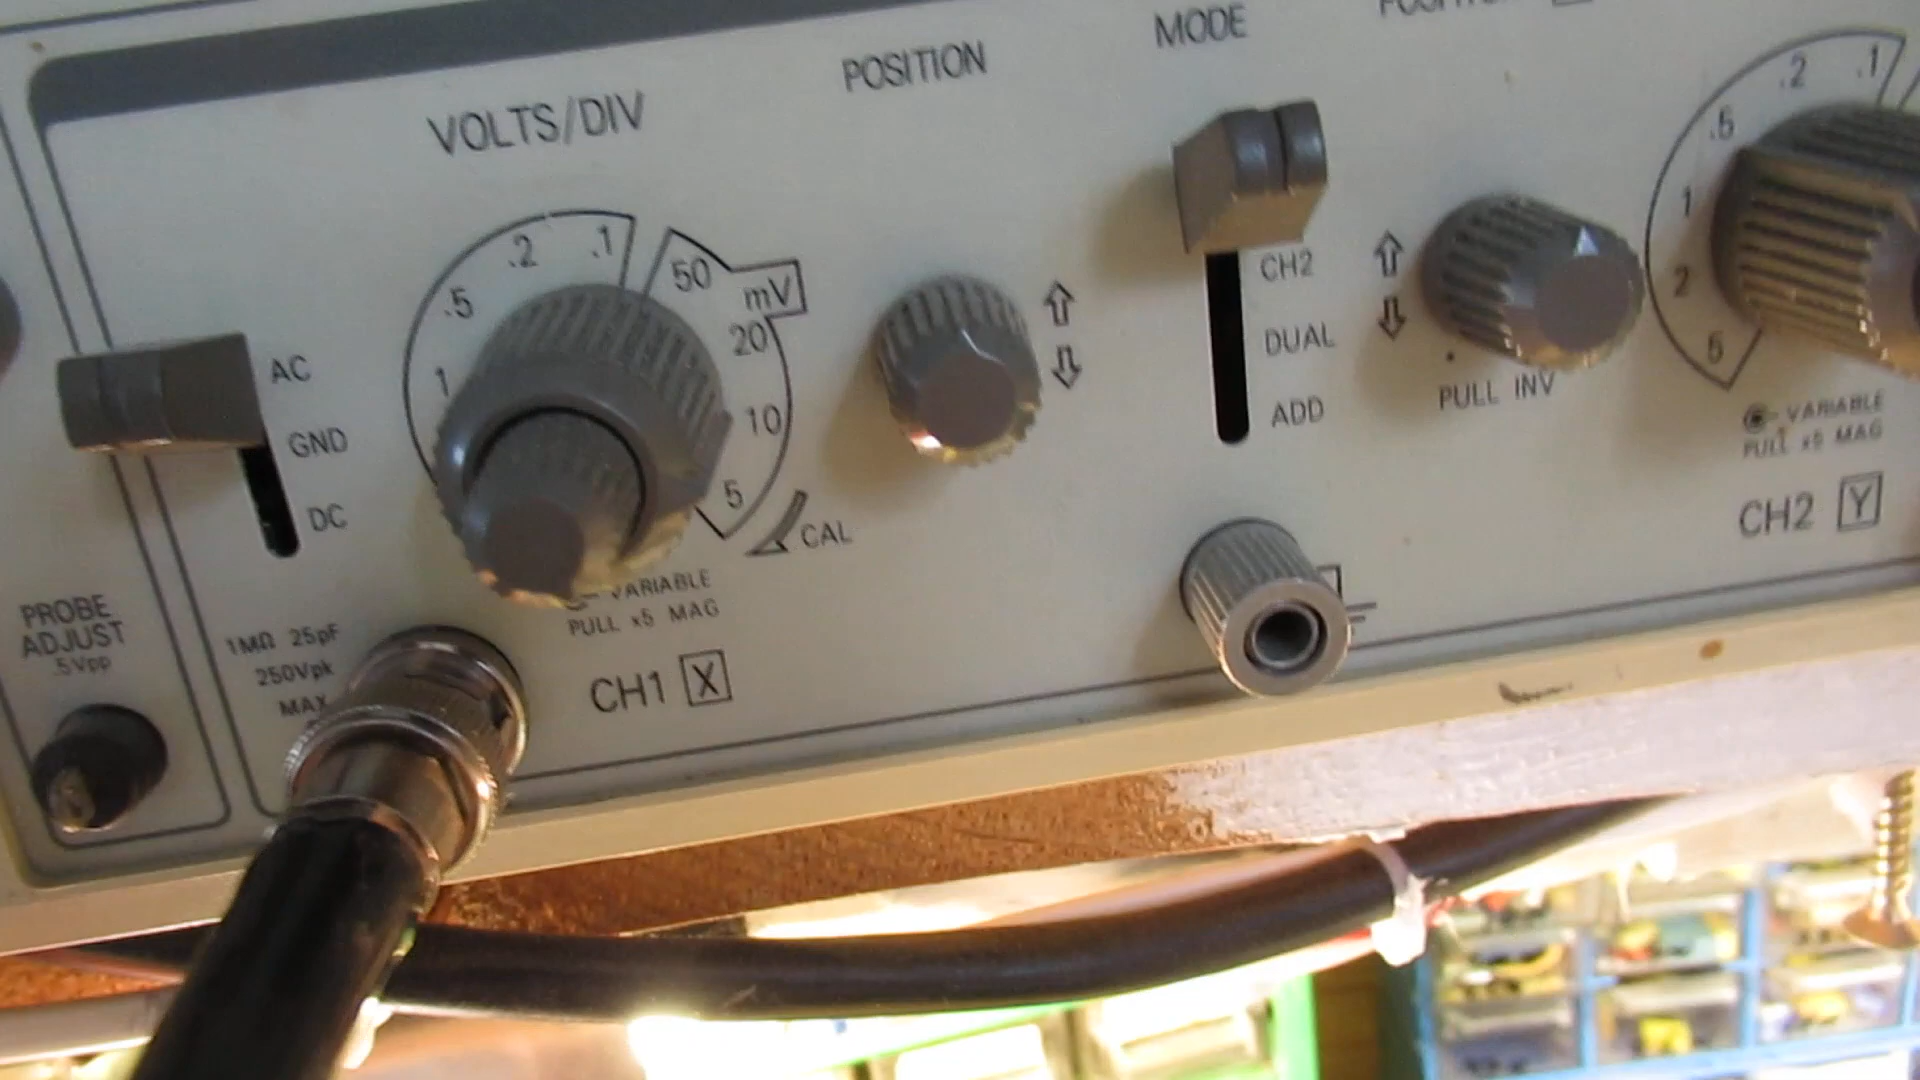 MODE
POSITION
VOLTS/DIV
.1
.2
.5
1
50
mV
20
10
5
CAL
AC
GND
DC
CH2
DUAL
ADD
PULL INV
.1
.2
.5
1
2
5
VARIABLE
PULL x5 MAG
CH2 Y
VARIABLE
PULL x5 MAG
CH1 X
PROBE
ADJUST
.5Vpp
1MΩ 25pF
250Vpk
MAX